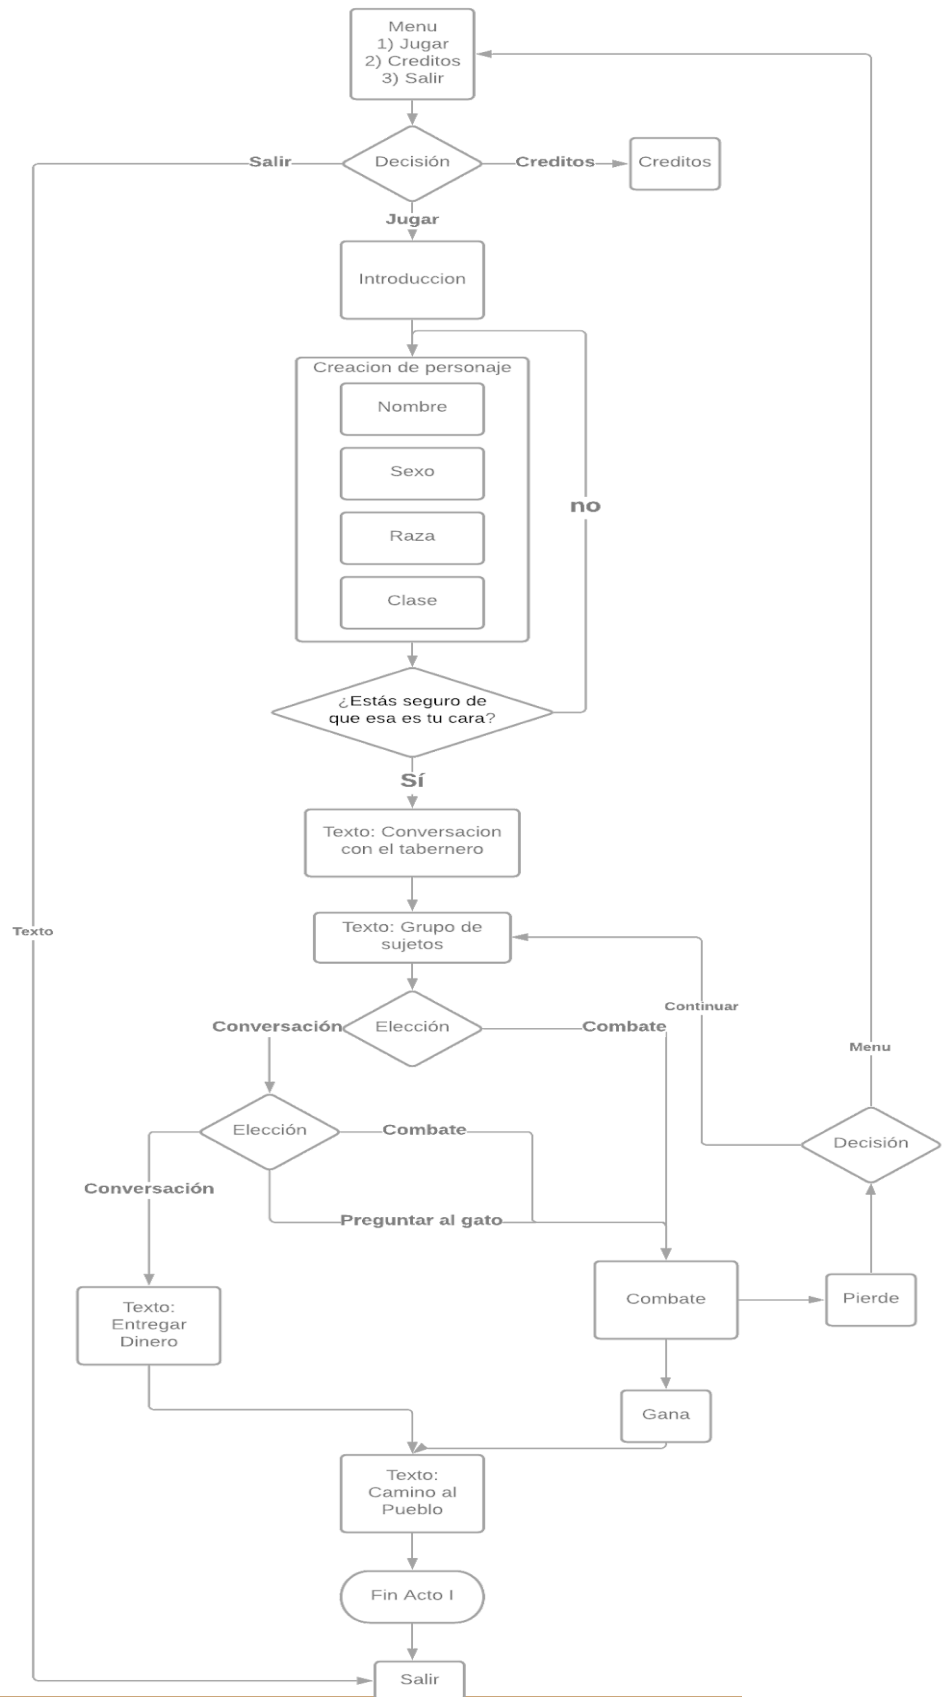 Menu
1) Jugar
2) Creditos
3) Salir
Salir
Decisión
Creditos
Creditos
Jugar
Introduccion
Creacion de personaje
Nombre
Sexo
no
Raza
Clase
¿Estás seguro de
que esa es tu cara?
Sí
Texto: Conversacion
con el tabernero
Texto
Texto: Grupo de
sujetos
Continuar
Conversación
Elección
Combate
Menu
Elección
Combate
Decisión
Conversación
Preguntar al gato
Combate
Pierde
Texto:
Entregar
Dinero
Gana
Texto:
Camino al
Pueblo
Fin Acto I
Salir